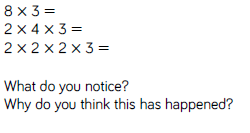 8 × 3 =
2 × 4 × 3 =
2 × 2 × 2 × 3 =
What do you notice?
Why do you think this has happened?